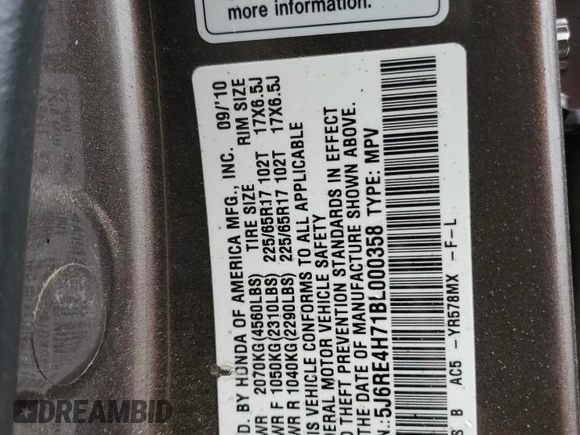 more information.
D. BY HONDA OF AMERICA MFG., INC. 09/'10
TIRE SIZE RIM SIZE
WR 2070KG(4560LBS) 225/65R17 102T 17X6.5J
WR F 1050KG(2310LBS) 225/65R17 102T 17X6.5J
WR R 1040KG(2290LBS)
IS VEHICLE CONFORMS TO ALL APPLICABLE
DERAL MOTOR VEHICLE SAFETY
D THEFT PREVENTION STANDARDS IN EFFECT
E DATE OF MANUFACTURE SHOWN ABOVE.
N.:5J6RE4H71BL000358 TYPE: MPV
S B AC5 - YR578MX -F-L
DREAMBID